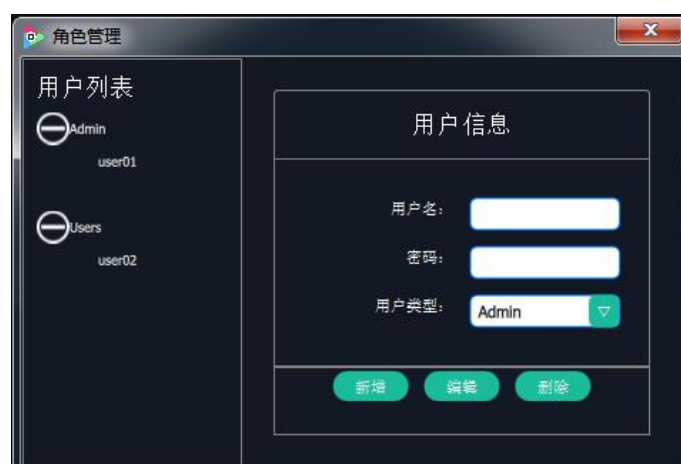 角色管理
用户列表
Admin
user01
Users
user02
用户信息
用户名:
密码:
用户类型:
Admin
新增 编辑 删除